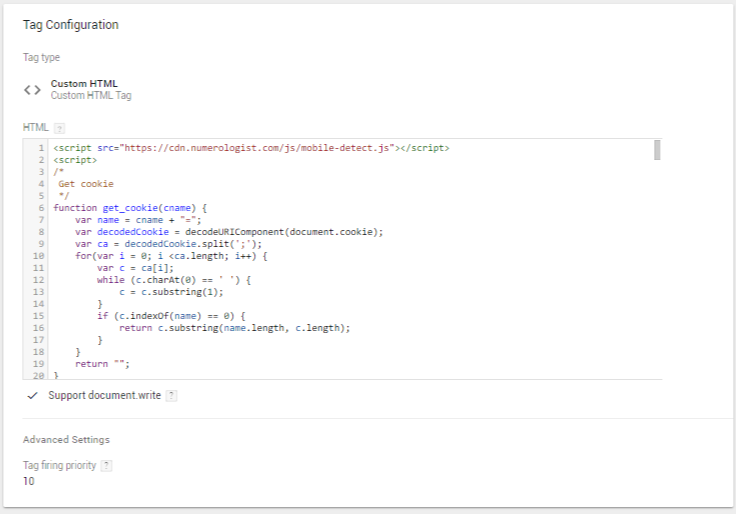 Tag Configuration
Tag type
Custom HTML
Custom HTML Tag
HTML ?
1 <script src="https://cdn.numerologist.com/js/mobile-detect.js"></script>
2 <script>
3 /*
4 Get cookie
5 */
6 function get_cookie(cname) {
7 var name = cname + "=";
8 var decodedCookie = decodeURIComponent(document.cookie);
9 var ca = decodedCookie.split(';');
10 for(var i = 0; i <ca.length; i++) {
11 var c = ca[i];
12 while (c.charAt(0) == ' ') {
13 c = c.substring(1);
14 }
15 if (c.indexOf(name) == 0) {
16 return c.substring(name.length, c.length);
17 }
18 }
19 return "";
20 }
Support document.write ?
Advanced Settings
Tag firing priority ?
10